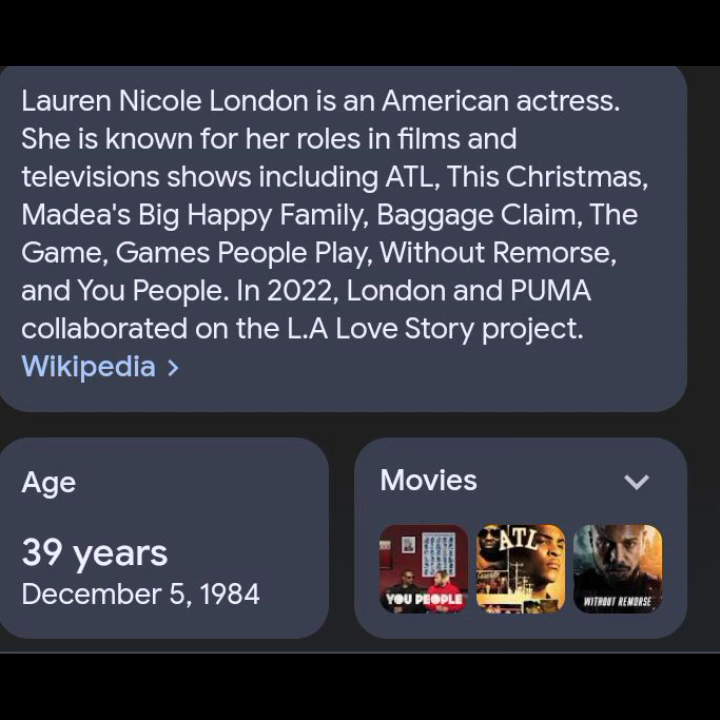 Lauren Nicole London is an American actress.
She is known for her roles in films and
televisions shows including ATL, This Christmas,
Madea's Big Happy Family, Baggage Claim, The
Game, Games People Play, Without Remorse,
and You People. In 2022, London and PUMA
collaborated on the L.A Love Story project.
Wikipedia >
Age
39 years
December 5, 1984
Movies
YOU PEOPLE
ATL
WITHOUT REMORSE